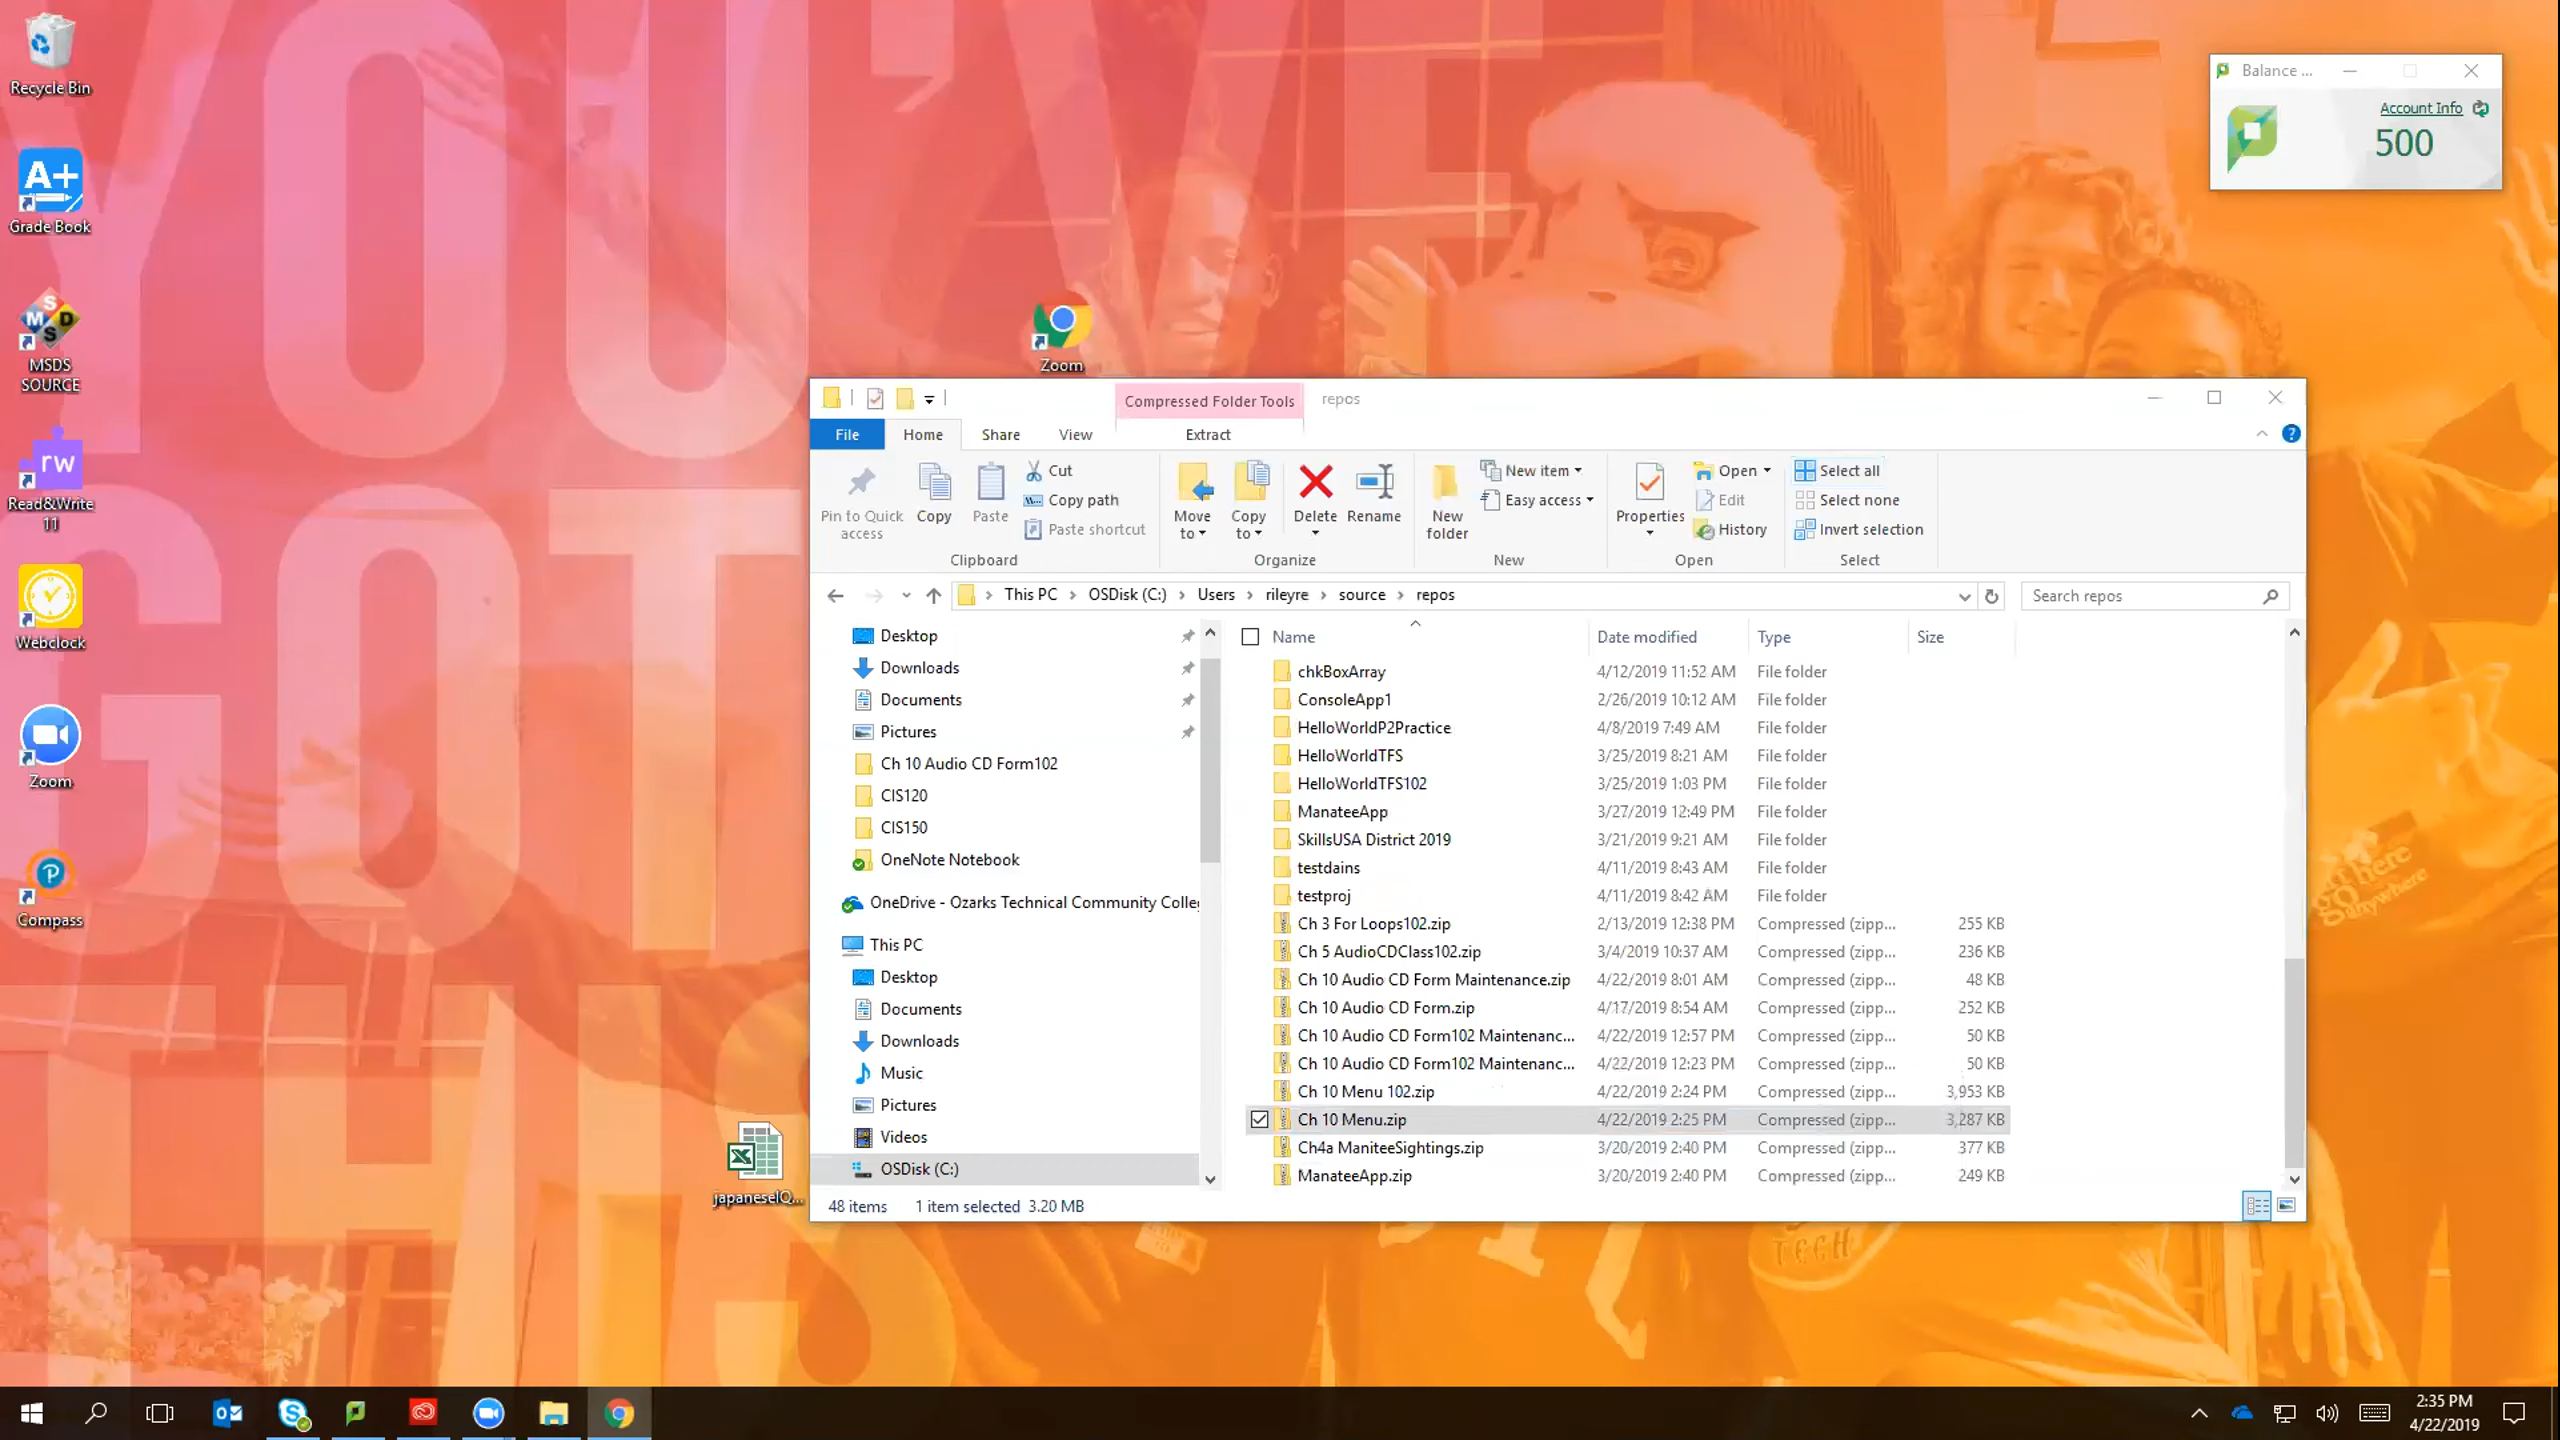 YOU'VE
GOT
THIS
Recycle Bin
A+
Grade Book
MSDS
SOURCE
rw
Read&Write
11
Webclock
Zoom
Compass
Zoom
japaneseIQ...
Balance ...
Account Info
500
Compressed Folder Tools
repos
File
Home
Share
View
Extract
Pin to Quick
access
Copy
Paste
Cut
Copy path
Paste shortcut
Clipboard
Move
to
Copy
to
Delete
Rename
Organize
New
folder
New item
Easy access
New
Properties
Open
Edit
History
Open
Select all
Select none
Invert selection
Select
This PC > OSDisk (C:) > Users > rileyre > source > repos
Search repos
Desktop
Downloads
Documents
Pictures
Ch 10 Audio CD Form102
CIS120
CIS150
OneNote Notebook
OneDrive - Ozarks Technical Community Colle
This PC
Desktop
Documents
Downloads
Music
Pictures
Videos
OSDisk (C:)
Name Date modified Type Size
chkBoxArray 4/12/2019 11:52 AM File folder
ConsoleApp1 2/26/2019 10:12 AM File folder
HelloWorldP2Practice 4/8/2019 7:49 AM File folder
HelloWorldTFS 3/25/2019 8:21 AM File folder
HelloWorldTFS102 3/25/2019 1:03 PM File folder
ManateeApp 3/27/2019 12:49 PM File folder
SkillsUSA District 2019 3/21/2019 9:21 AM File folder
testdains 4/11/2019 8:43 AM File folder
testproj 4/11/2019 8:42 AM File folder
Ch 3 For Loops102.zip 2/13/2019 12:38 PM Compressed (zipp... 255 KB
Ch 5 AudioCDClass102.zip 3/4/2019 10:37 AM Compressed (zipp... 236 KB
Ch 10 Audio CD Form Maintenance.zip 4/22/2019 8:01 AM Compressed (zipp... 48 KB
Ch 10 Audio CD Form.zip 4/17/2019 8:54 AM Compressed (zipp... 252 KB
Ch 10 Audio CD Form102 Maintenanc... 4/22/2019 12:57 PM Compressed (zipp... 50 KB
Ch 10 Audio CD Form102 Maintenanc... 4/22/2019 12:23 PM Compressed (zipp... 50 KB
Ch 10 Menu 102.zip 4/22/2019 2:24 PM Compressed (zipp... 3,953 KB
Ch 10 Menu.zip 4/22/2019 2:25 PM Compressed (zipp... 3,287 KB
Ch4a ManiteeSightings.zip 3/20/2019 2:40 PM Compressed (zipp... 377 KB
ManateeApp.zip 3/20/2019 2:40 PM Compressed (zipp... 249 KB
48 items 1 item selected 3.20 MB
TECH
2:35 PM
4/22/2019